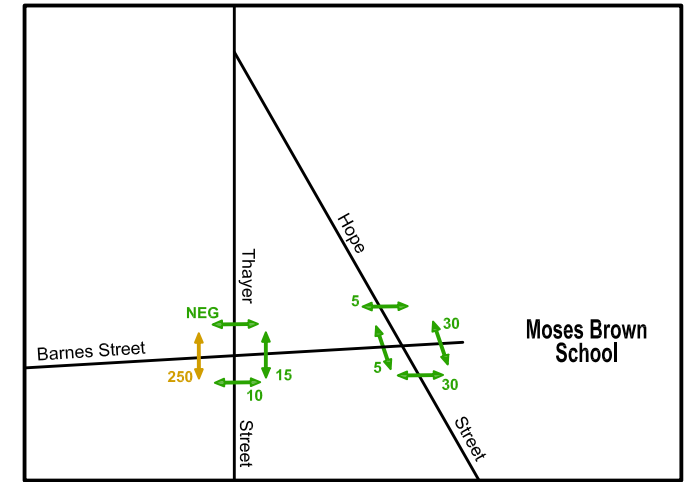 Hope
Thayer
5
NEG
30
Moses Brown
School
Barnes Street
5
250
15
30
10
Street
Street